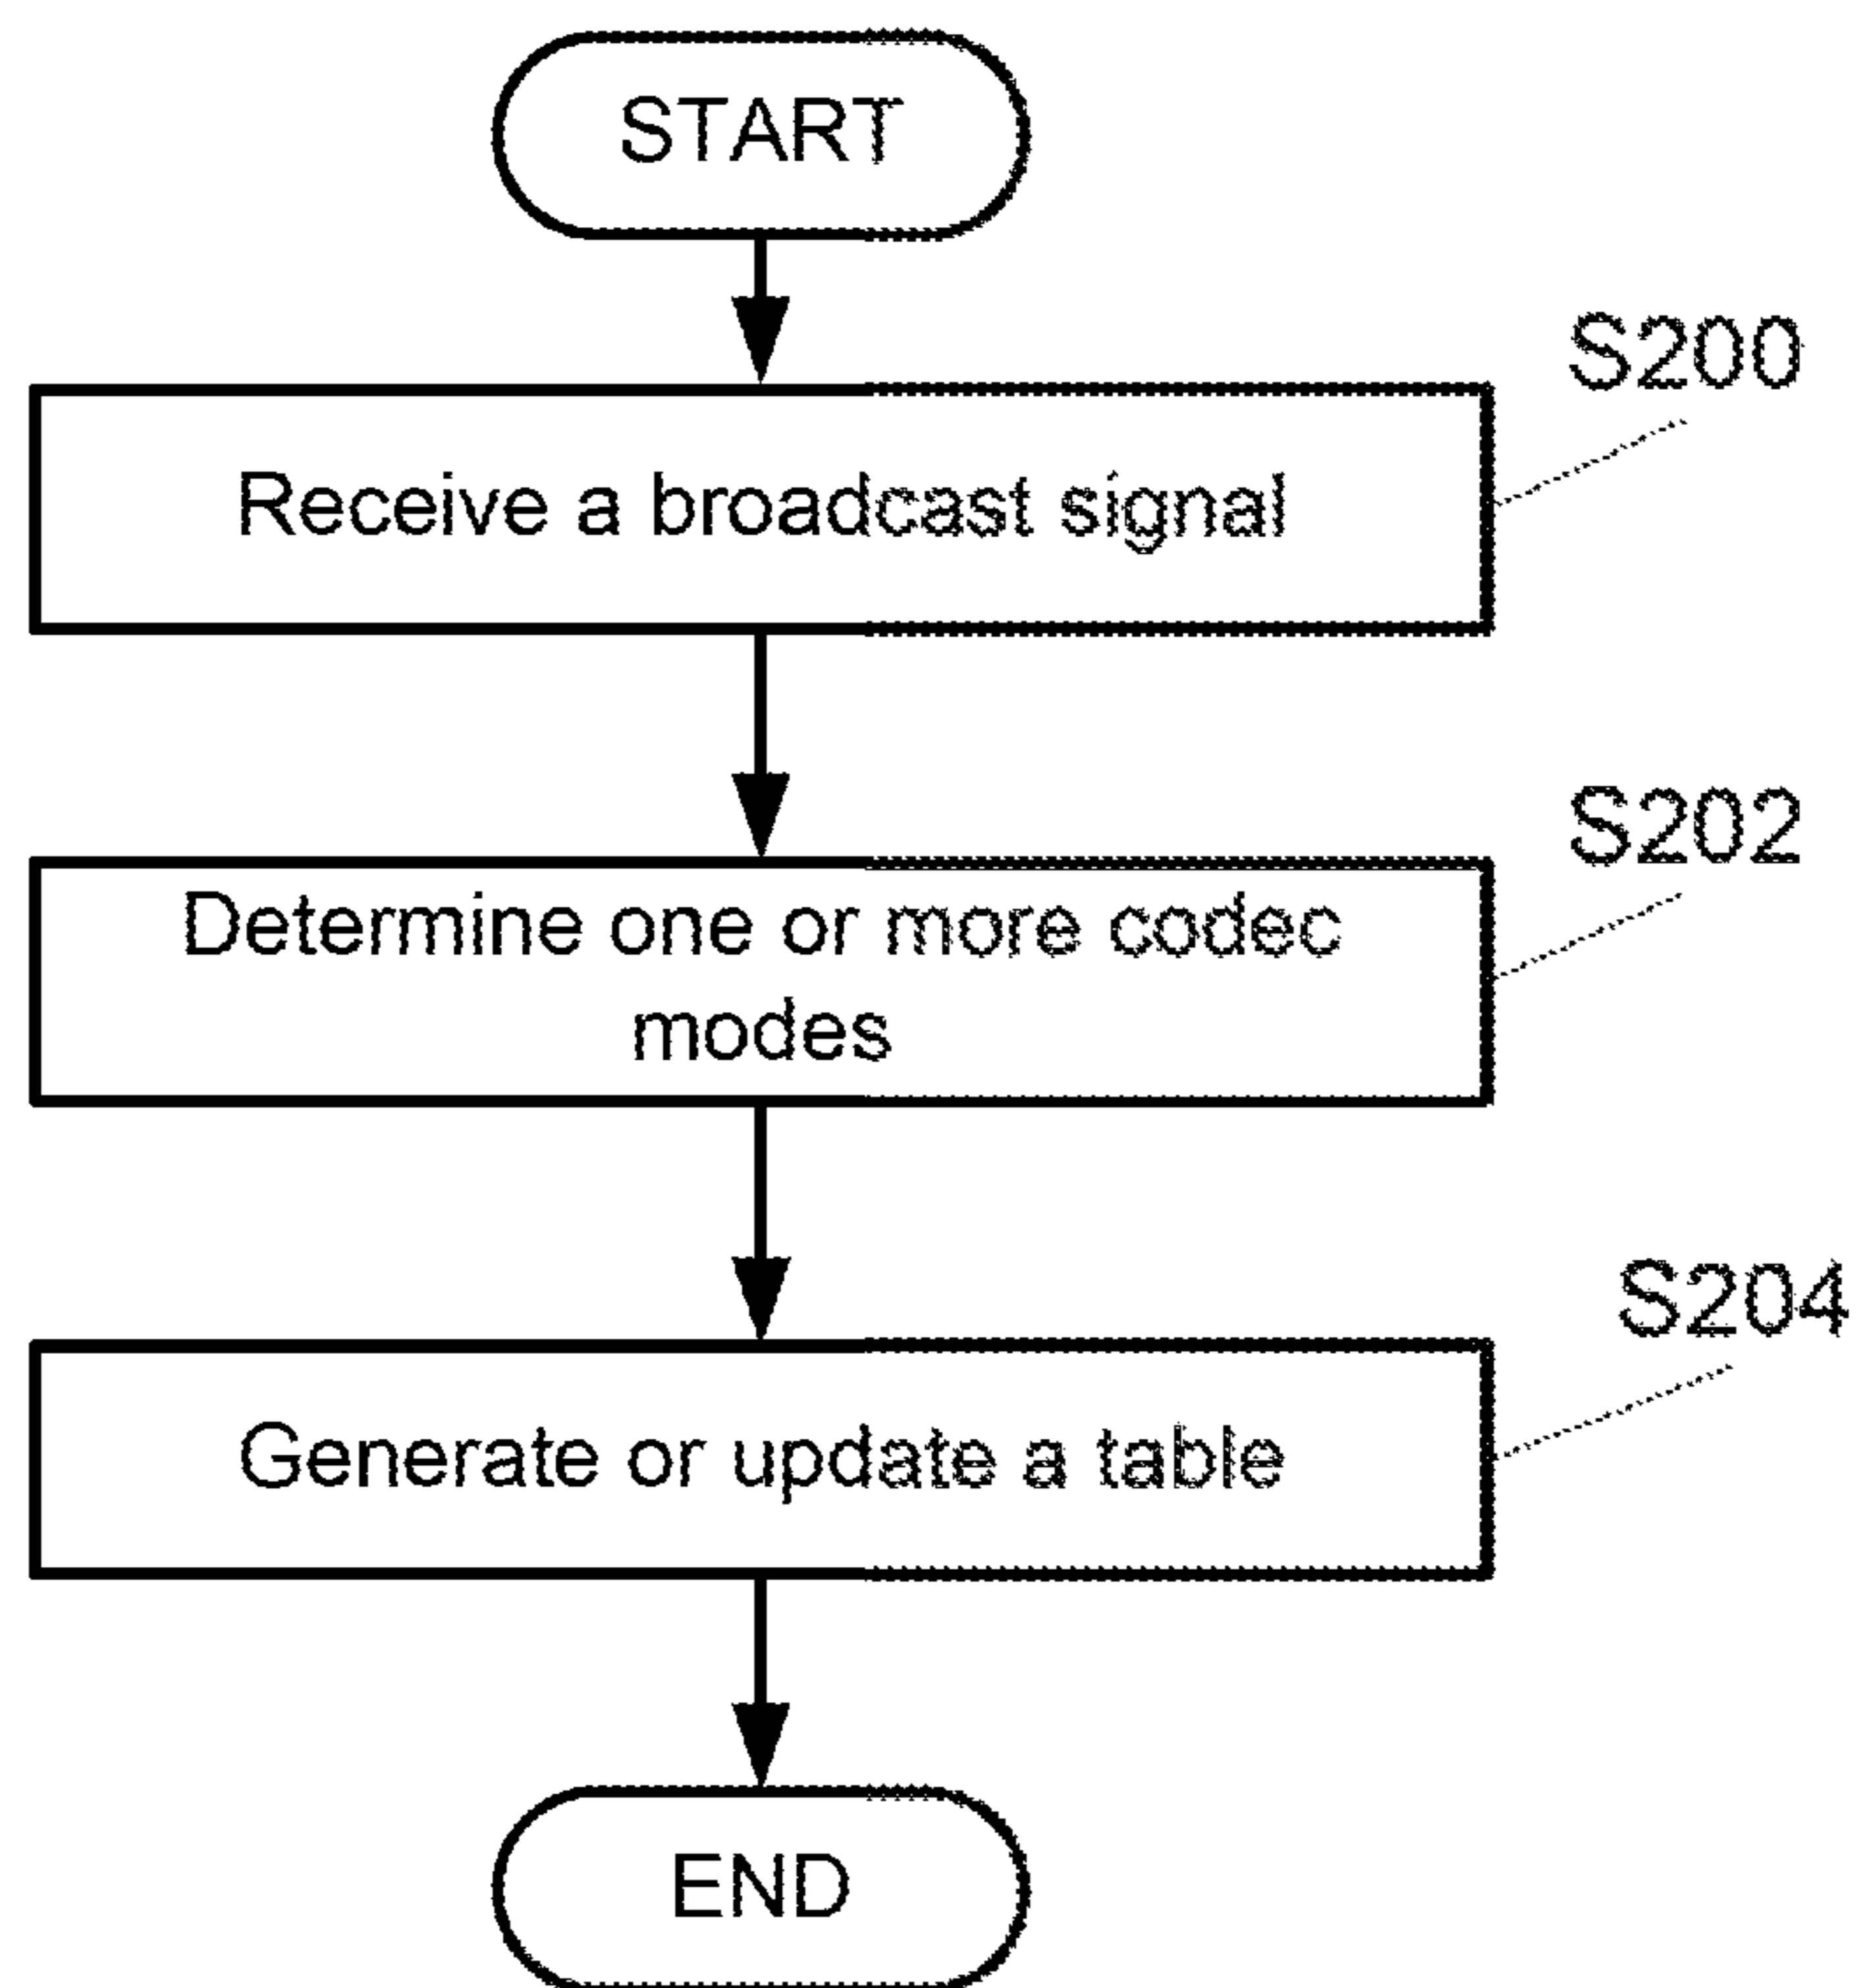 START
S200
Receive a broadcast signal
S202
Determine one or more codec
modes
S204
Generate or update a table
END